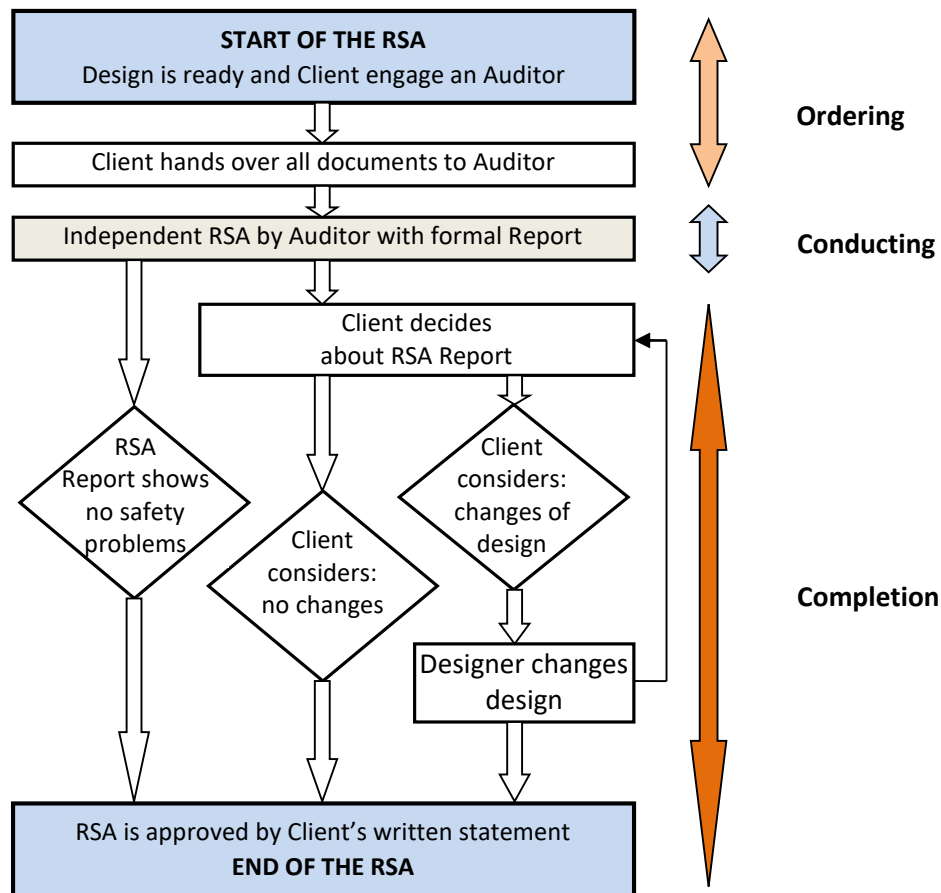 START OF THE RSA
Design is ready and Client engage an Auditor
Ordering
Client hands over all documents to Auditor
Independent RSA by Auditor with formal Report
Conducting
Client decides
about RSA Report
RSA
Report shows
no safety
problems
Client
considers:
no changes
Client
considers:
changes of
design
Completion
Designer changes
design
RSA is approved by Client’s written statement
END OF THE RSA